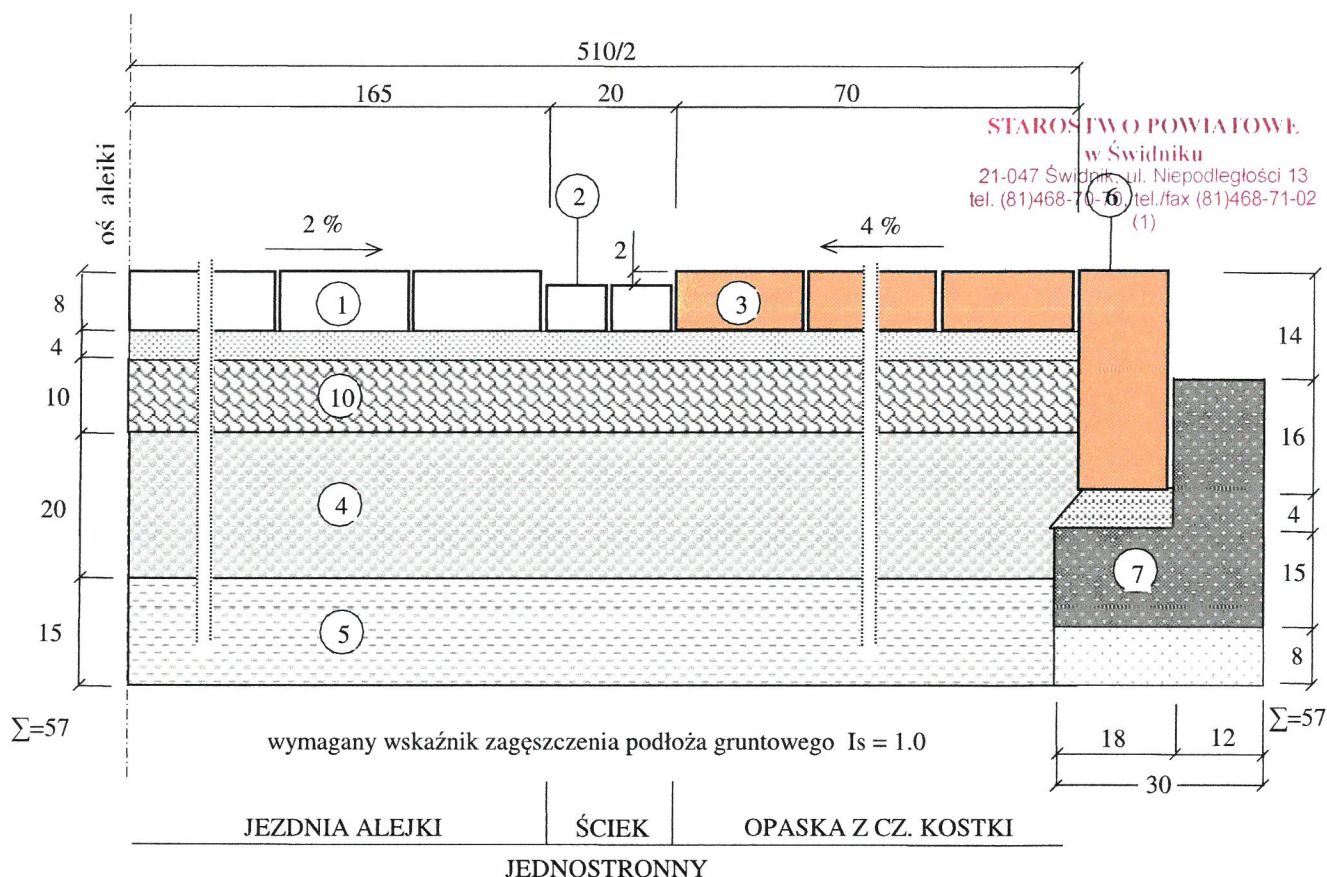 510/2
165 20 70
STAROSTWO POWIATOWE
w Świdniku
21-047 Świdnik, ul. Niepodległości 13
tel. (81)468-70-70, tel./fax (81)468-71-02
(1)
oś alejki
2
6
2 %
2
4 %
8
1
3
14
4
10
10
16
20
4
4
15
7
15
5
8
∑=57
wymagany wskaźnik zagęszczenia podłoża gruntowego Is = 1.0
18
12
∑=57
30
JEZDNIA ALEJKI
ŚCIEK
OPASKA Z CZ. KOSTKI
JEDNOSTRONNY